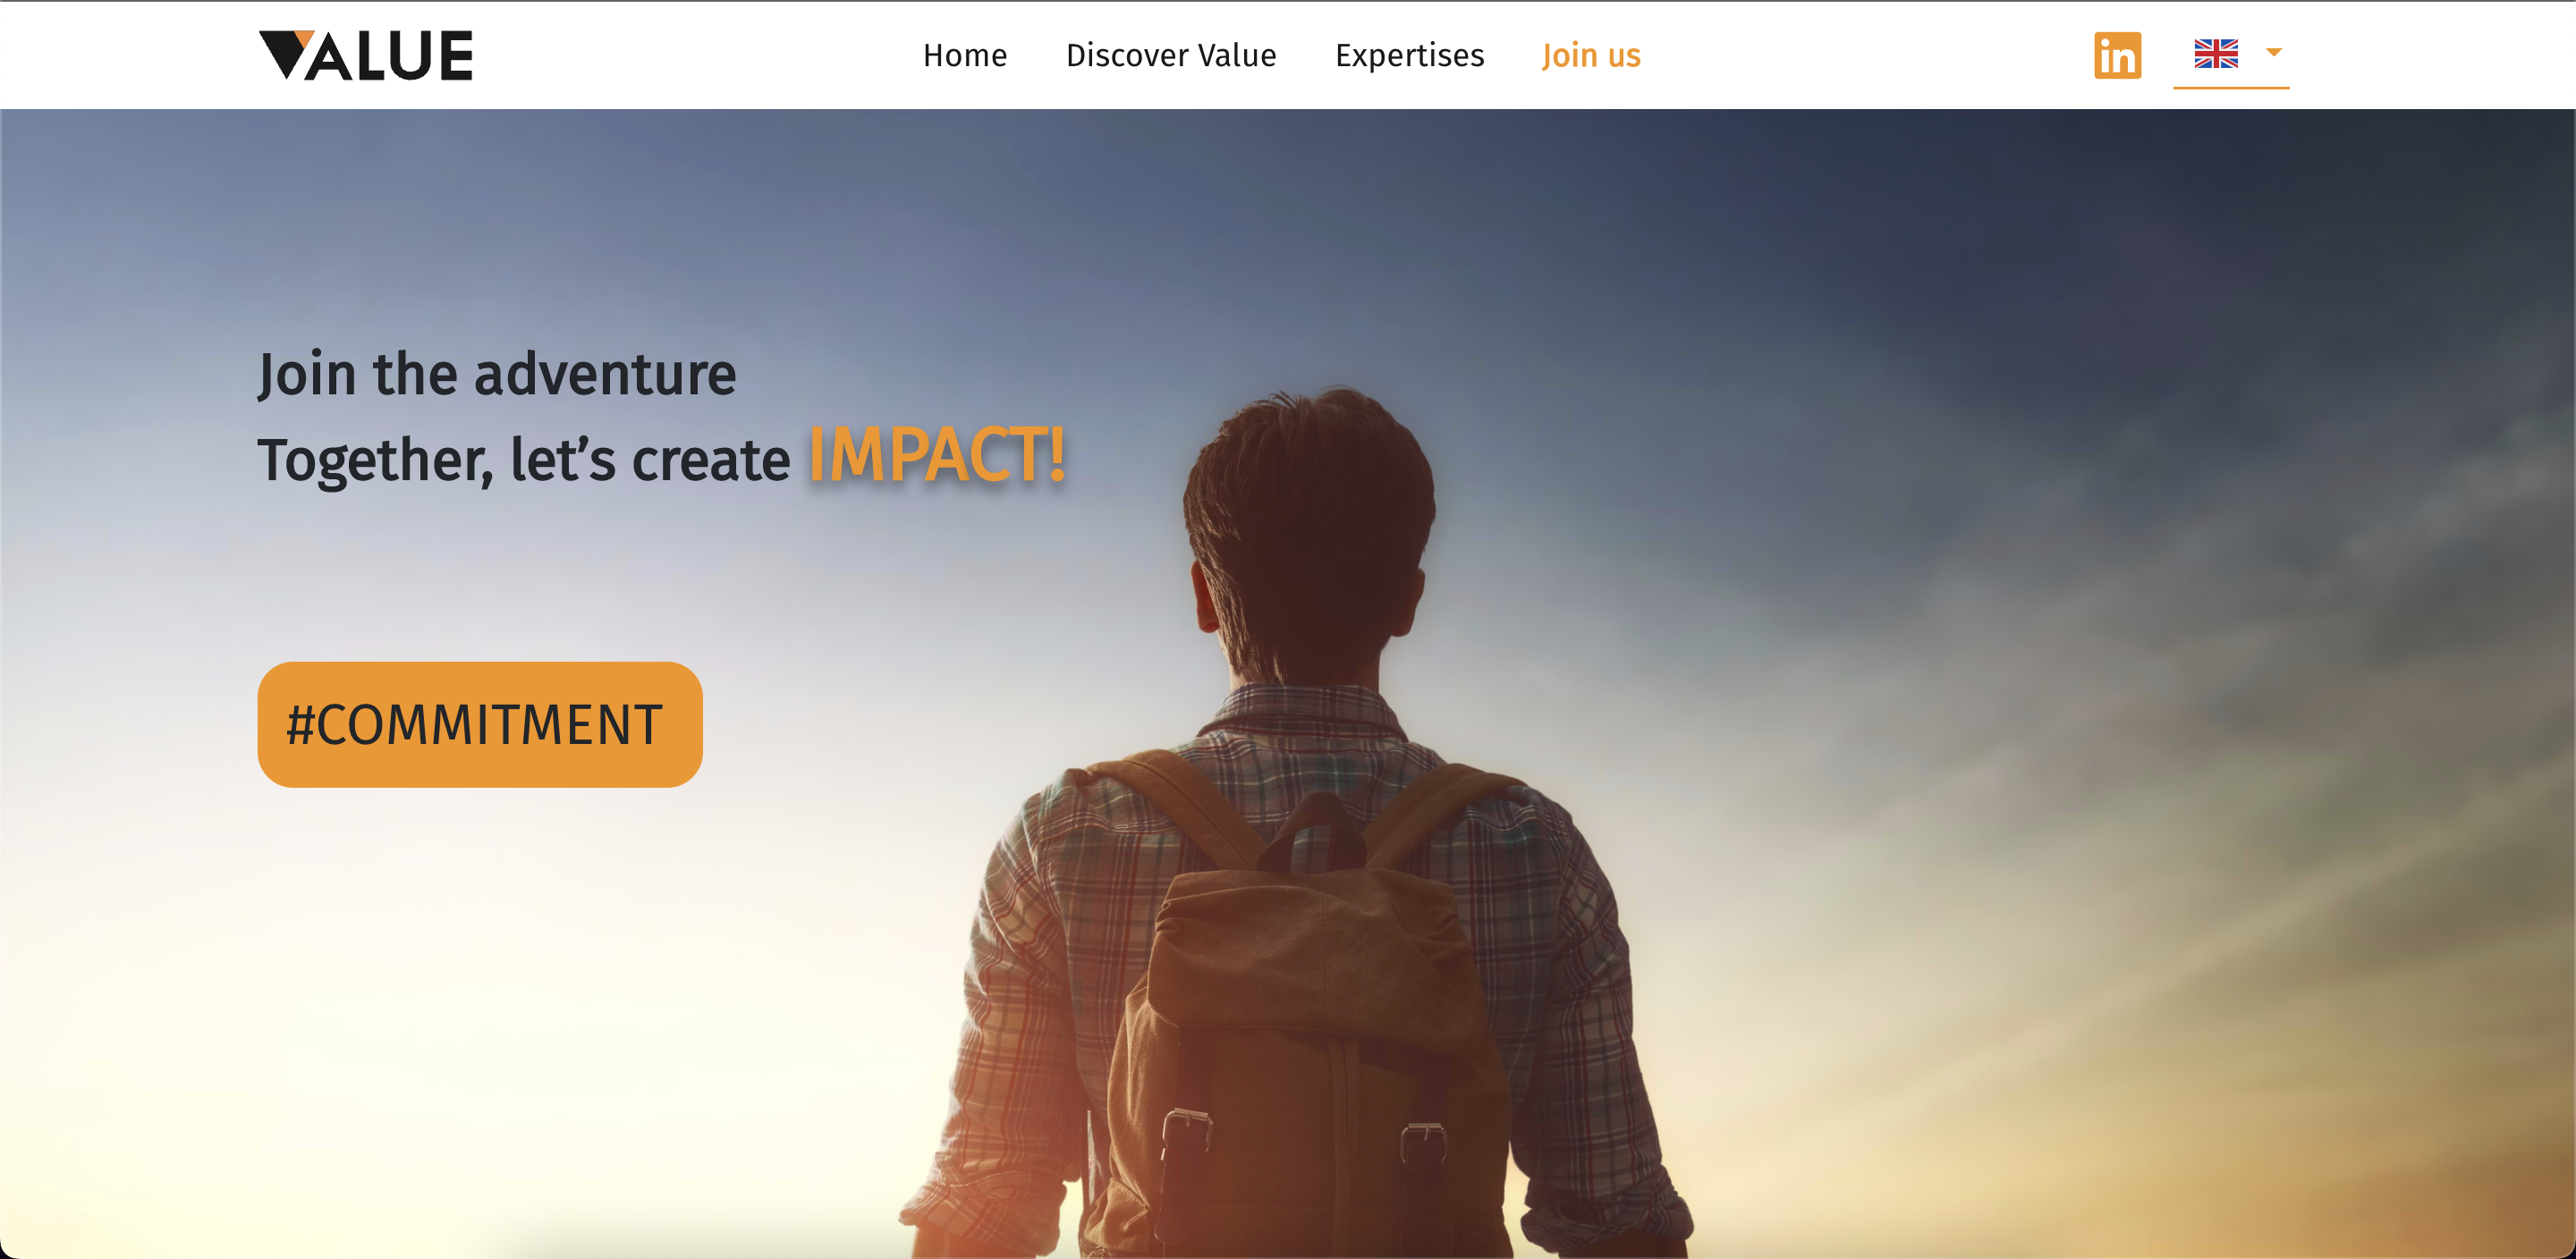 VALUE
Home
Discover Value
Expertises
Join us
in
Join the adventure
Together, let’s create IMPACT!
#COMMITMENT